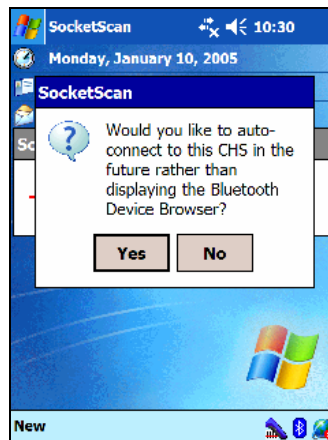 SocketScan 10:30
Monday, January 10, 2005
SocketScan
Sc
Would you like to auto-
connect to this CHS in the
future rather than
displaying the Bluetooth
Device Browser?
Yes No
New